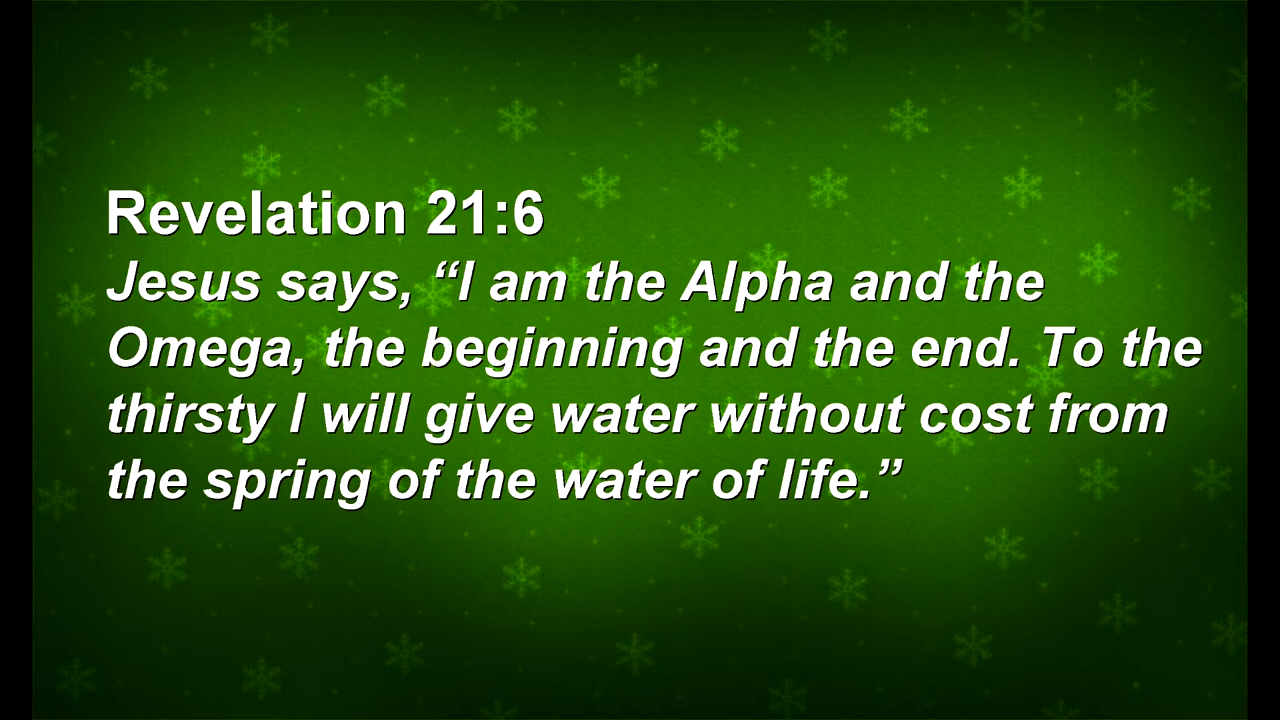 Revelation 21:6
Jesus says, “I am the Alpha and the
Omega, the beginning and the end. To the
thirsty I will give water without cost from
the spring of the water of life.”